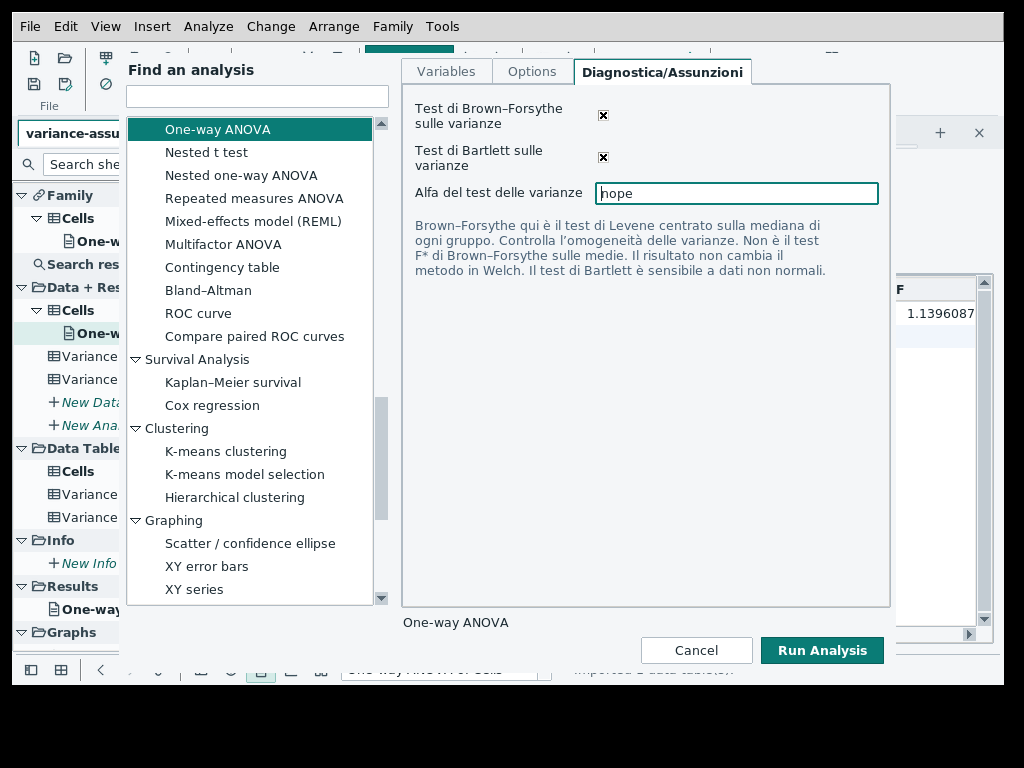 File Edit View Insert Analyze Change Arrange Family Tools
File
variance-assu
Search she
Family
Cells
One-w
Search res
Data + Res
Cells
One-w
Variance
Variance
New Data
New Ana
Data Table
Cells
Variance
Variance
Info
New Info
Results
One-way
Graphs
Find an analysis
One-way ANOVA
Nested t test
Nested one-way ANOVA
Repeated measures ANOVA
Mixed-effects model (REML)
Multifactor ANOVA
Contingency table
Bland–Altman
ROC curve
Compare paired ROC curves
Survival Analysis
Kaplan–Meier survival
Cox regression
Clustering
K-means clustering
K-means model selection
Hierarchical clustering
Graphing
Scatter / confidence ellipse
XY error bars
XY series
Variables Options Diagnostica/Assunzioni
Test di Brown–Forsythe
sulle varianze
Test di Bartlett sulle
varianze
Alfa del test delle varianze nope
Brown–Forsythe qui è il test di Levene centrato sulla mediana di
ogni gruppo. Controlla l’omogeneità delle varianze. Non è il test
F* di Brown–Forsythe sulle medie. Il risultato non cambia il
metodo in Welch. Il test di Bartlett è sensibile a dati non normali.
One-way ANOVA
Cancel Run Analysis
F
1.1396087